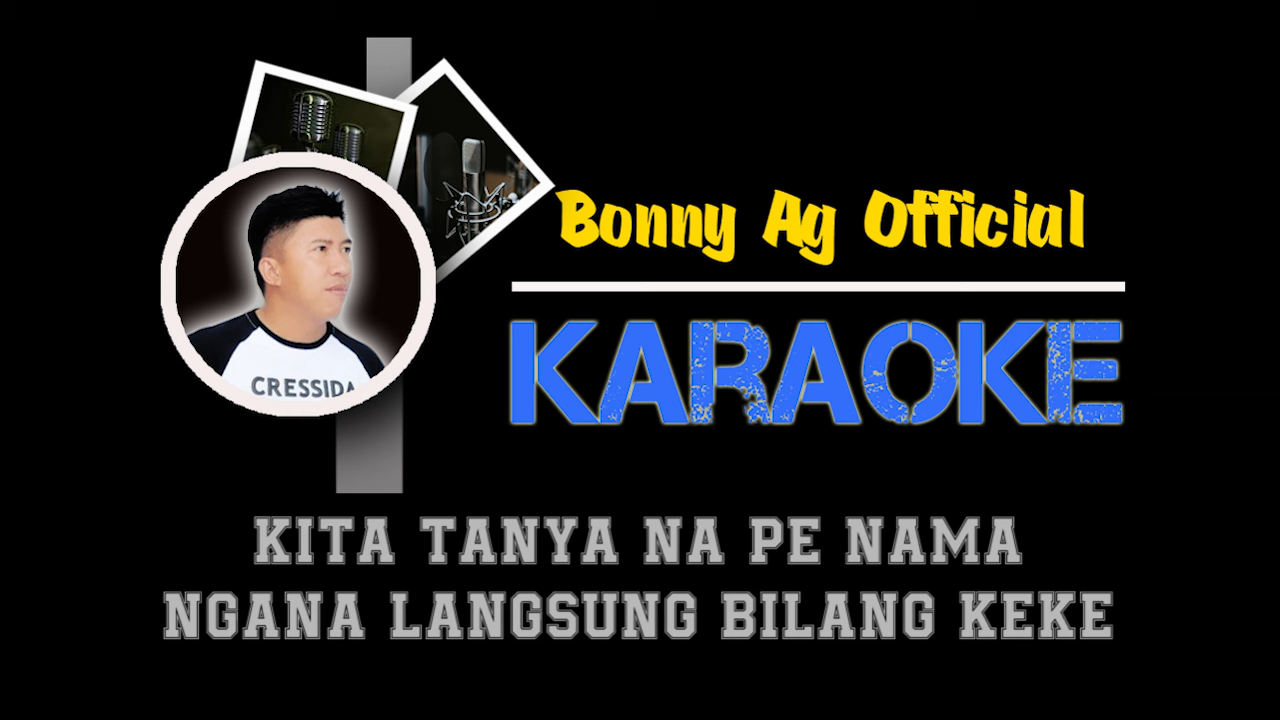 Bonny Ag Official
KARAOKE
CRESSIDA
KITA TANYA NA PE NAMA
NGANA LANGSUNG BILANG KEKE